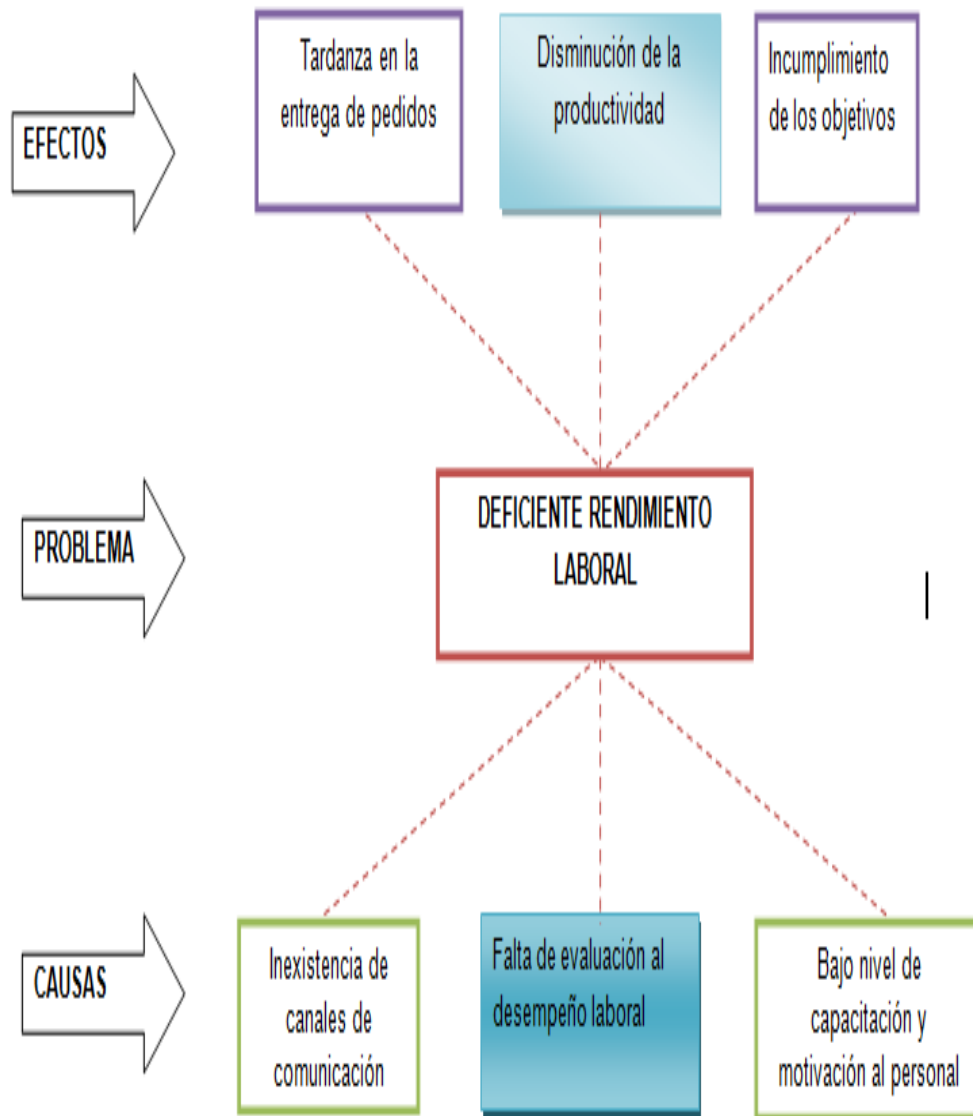 EFECTOS
Tardanza en la
entrega de pedidos
Disminución de la
productividad
Incumplimiento
de los objetivos
PROBLEMA
DEFICIENTE RENDIMIENTO
LABORAL
CAUSAS
Inexistencia de
canales de
comunicación
Falta de evaluación al
desempeño laboral
Bajo nivel de
capacitación y
motivación al personal